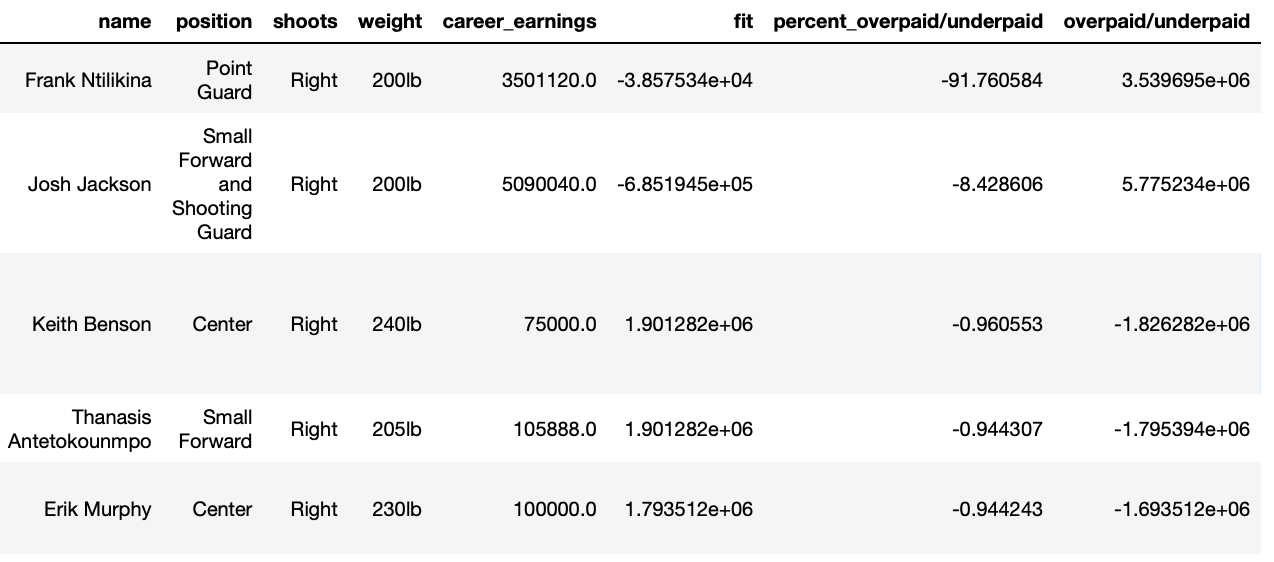 name position shoots weight career_earnings fit percent_overpaid/underpaid overpaid/underpaid
Frank Ntilikina Point Guard Right 200lb 3501120.0 -3.857534e+04 -91.760584 3.539695e+06
Josh Jackson Small Forward and Shooting Guard Right 200lb 5090040.0 -6.851945e+05 -8.428606 5.775234e+06
Keith Benson Center Right 240lb 75000.0 1.901282e+06 -0.960553 -1.826282e+06
Thanasis Antetokounmpo Small Forward Right 205lb 105888.0 1.901282e+06 -0.944307 -1.795394e+06
Erik Murphy Center Right 230lb 100000.0 1.793512e+06 -0.944243 -1.693512e+06